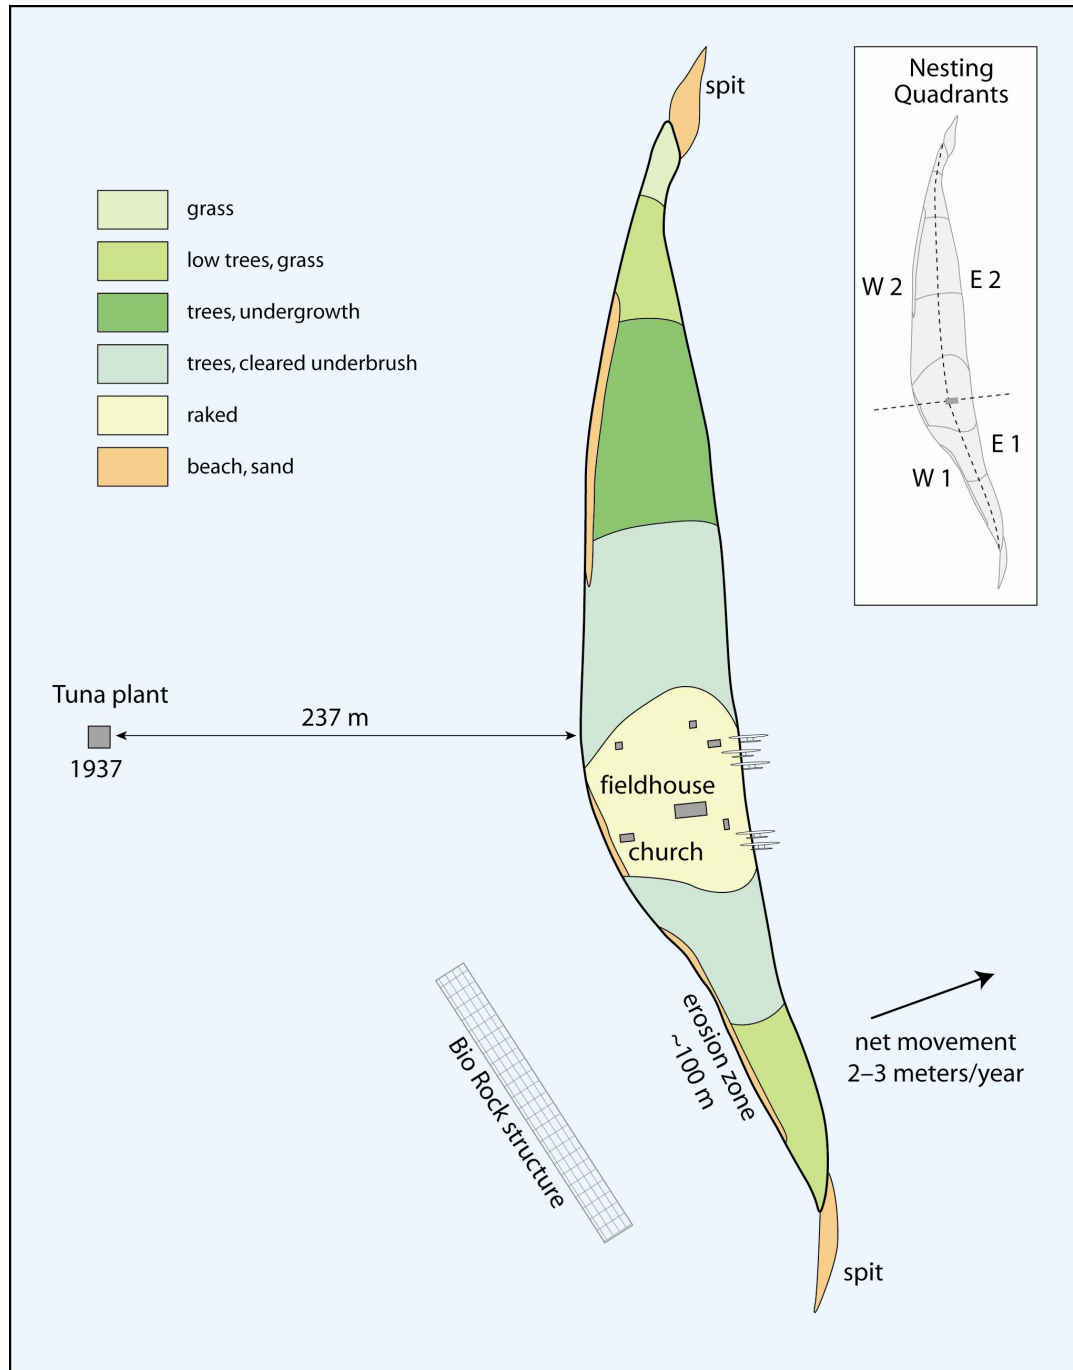 spit
Nesting
Quadrants
grass
low trees, grass
trees, undergrowth
trees, cleared underbrush
raked
beach, sand
W 2
E 2
E 1
W 1
Tuna plant
237 m
1937
fieldhouse
church
erosion zone
~100 m
Bio Rock structure
net movement
2–3 meters/year
spit